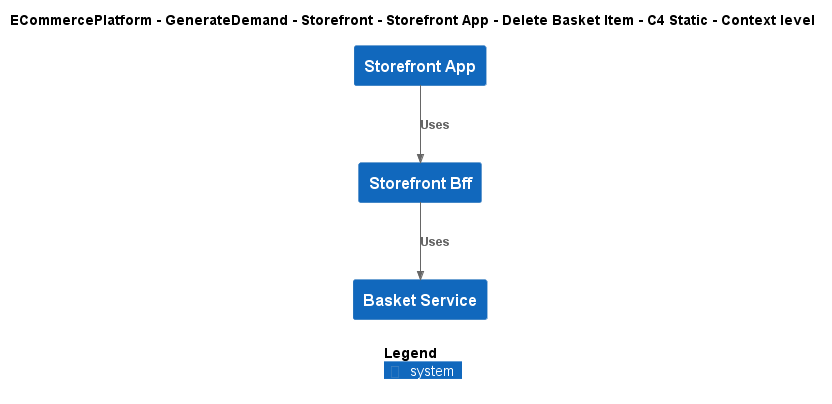 ECommercePlatform - GenerateDemand - Storefront - Storefront App - Delete Basket Item - C4 Static - Context level
Storefront App
Uses
Storefront Bff
Uses
Basket Service
Legend
system